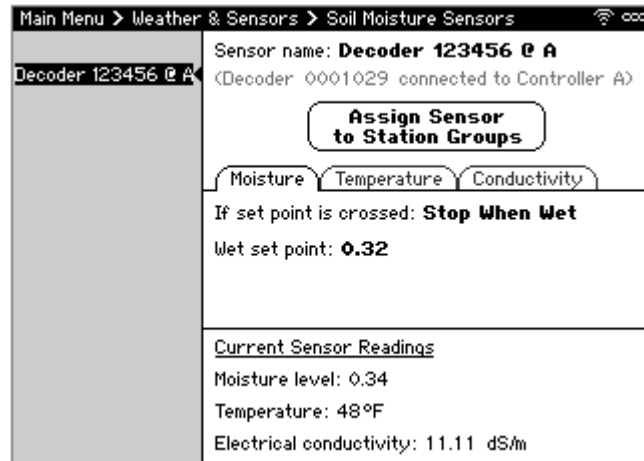 Main Menu > Weather & Sensors > Soil Moisture Sensors
Decoder 123456 @ A
Sensor name: Decoder 123456 @ A
(Decoder 0001029 connected to Controller A)
Assign Sensor
to Station Groups
Moisture Temperature Conductivity
If set point is crossed: Stop When Wet
Wet set point: 0.32
Current Sensor Readings
Moisture level: 0.34
Temperature: 48°F
Electrical conductivity: 11.11 dS/m